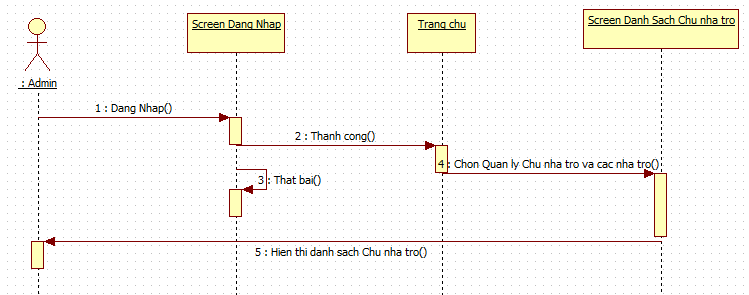 Screen Dang Nhap
Trang chu
Screen Danh Sach Chu nha tro
: Admin
1 : Dang Nhap()
2 : Thanh cong()
3 : That bai()
4 : Chon Quan ly Chu nha tro va cac nha tro()
5 : Hien thi danh sach Chu nha tro()